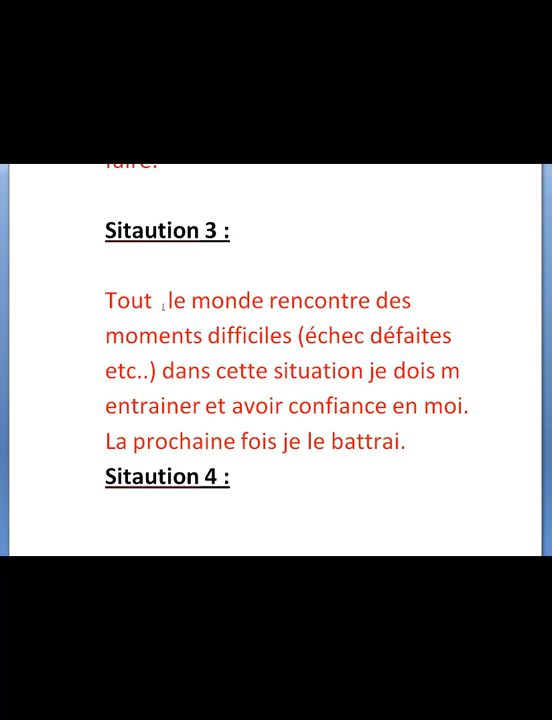 faire.
Sitaution 3 :
Tout le monde rencontre des
moments difficiles (échec défaites
etc..) dans cette situation je dois m
entrainer et avoir confiance en moi.
La prochaine fois je le battrai.
Sitaution 4 :